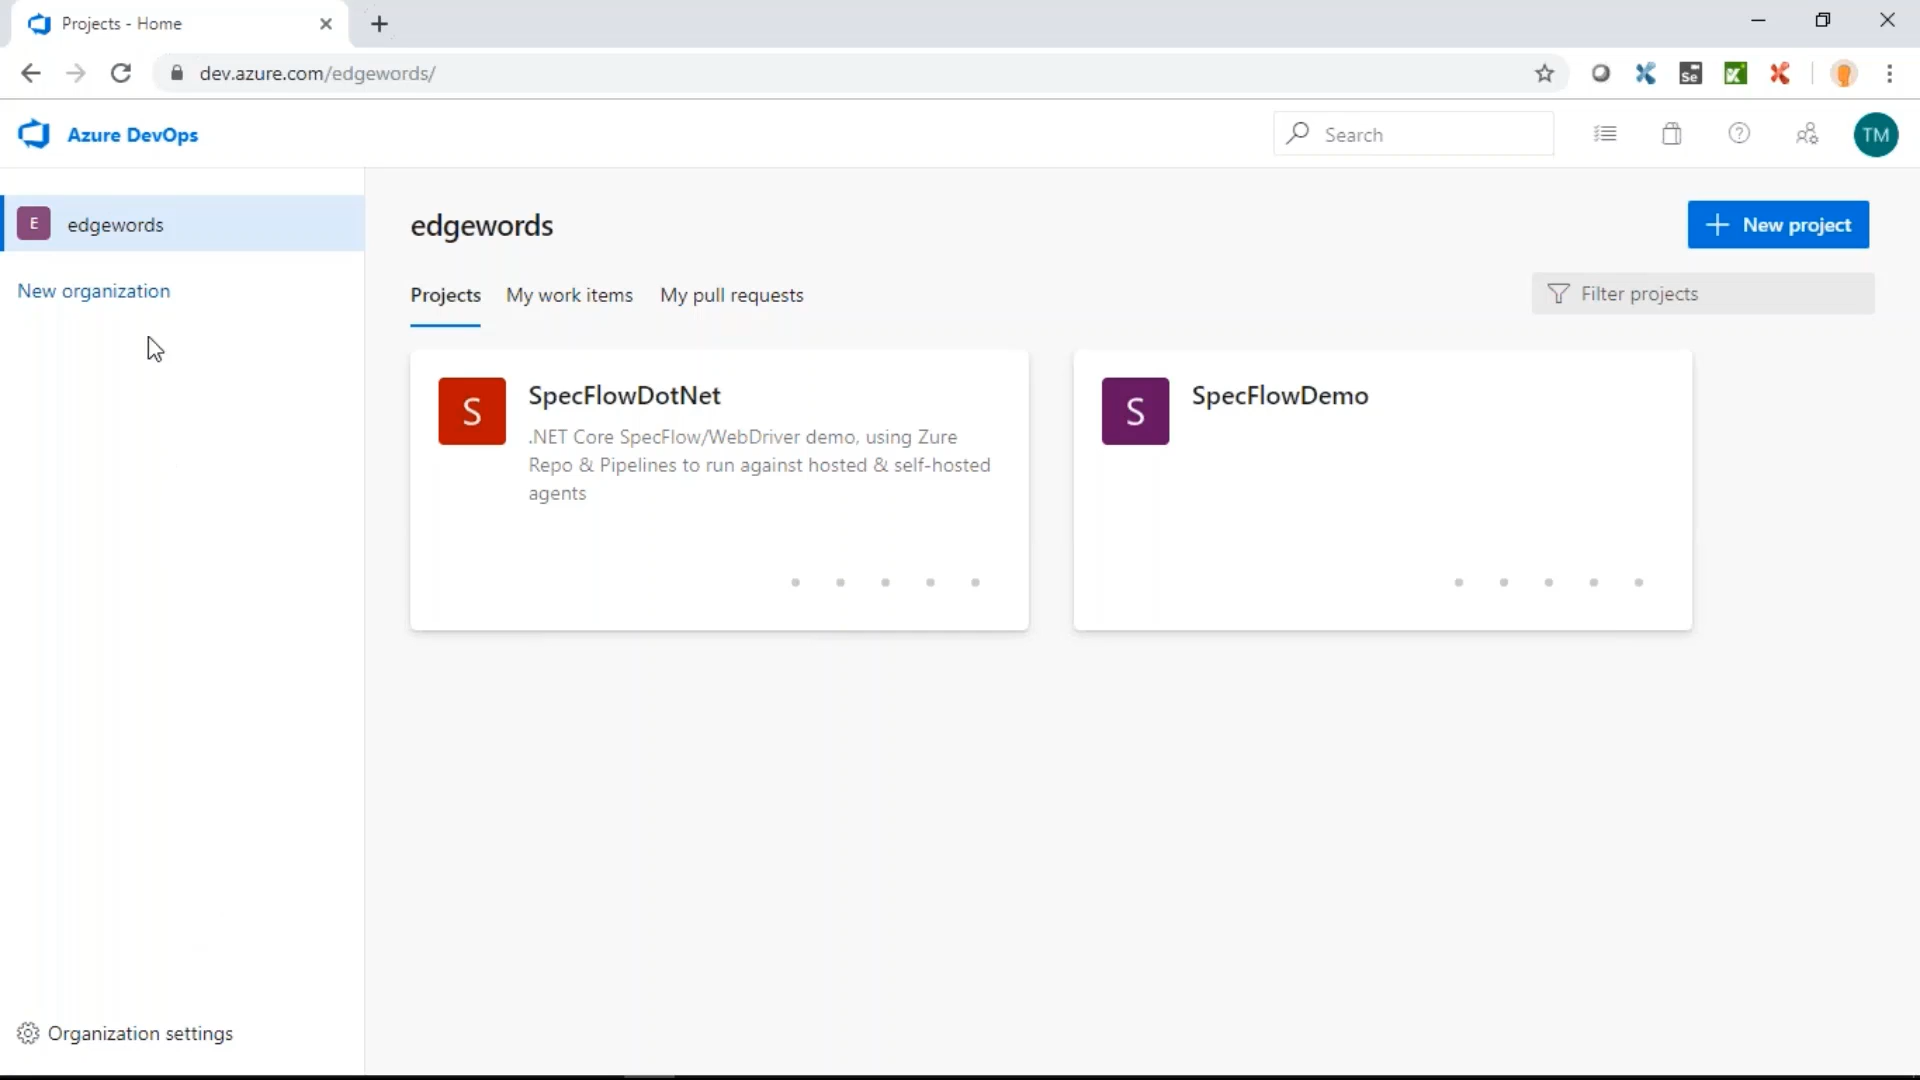 Projects - Home
dev.azure.com/edgewords/
Se
Azure DevOps
Search
TM
E edgewords
New organization
edgewords
New project
Projects My work items My pull requests
Filter projects
S
SpecFlowDotNet
.NET Core SpecFlow/WebDriver demo, using Zure
Repo & Pipelines to run against hosted & self-hosted
agents
S
SpecFlowDemo
Organization settings